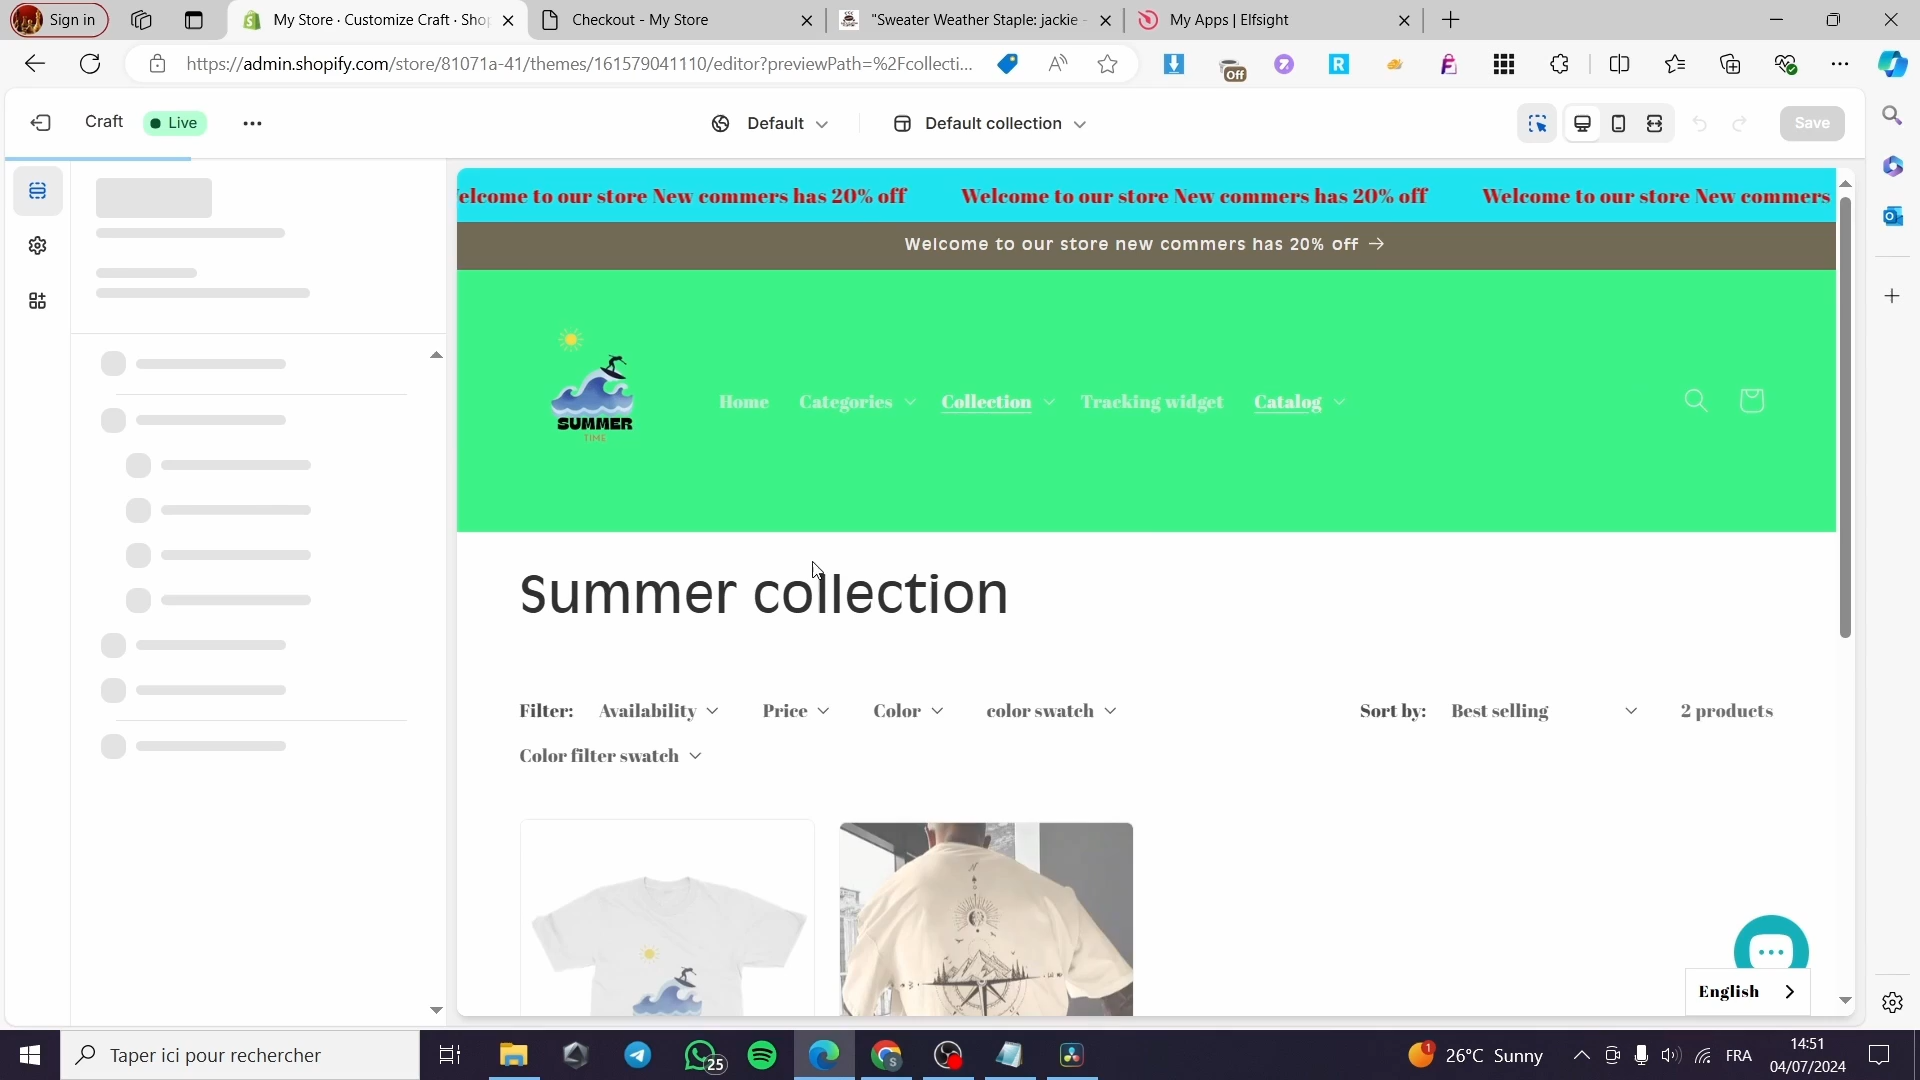 Sign in
My Store · Customize Craft · Shop
Checkout - My Store
"Sweater Weather Staple: jackie -
My Apps | Elfsight
https://admin.shopify.com/store/81071a-41/themes/161579041110/editor?previewPath=%2Fcollecti...
Off
Craft
Live
Default
Default collection
Save
elcome to our store New commers has 20% off
Welcome to our store New commers has 20% off
Welcome to our store New commers
Welcome to our store new commers has 20% off →
SUMMER
TIME
Home
Categories
Collection
Tracking widget
Catalog
Summer collection
Filter:
Availability
Price
Color
color swatch
Sort by:
Best selling
2 products
Color filter swatch
English
Taper ici pour rechercher
25
1
26°C Sunny
FRA
14:51
04/07/2024